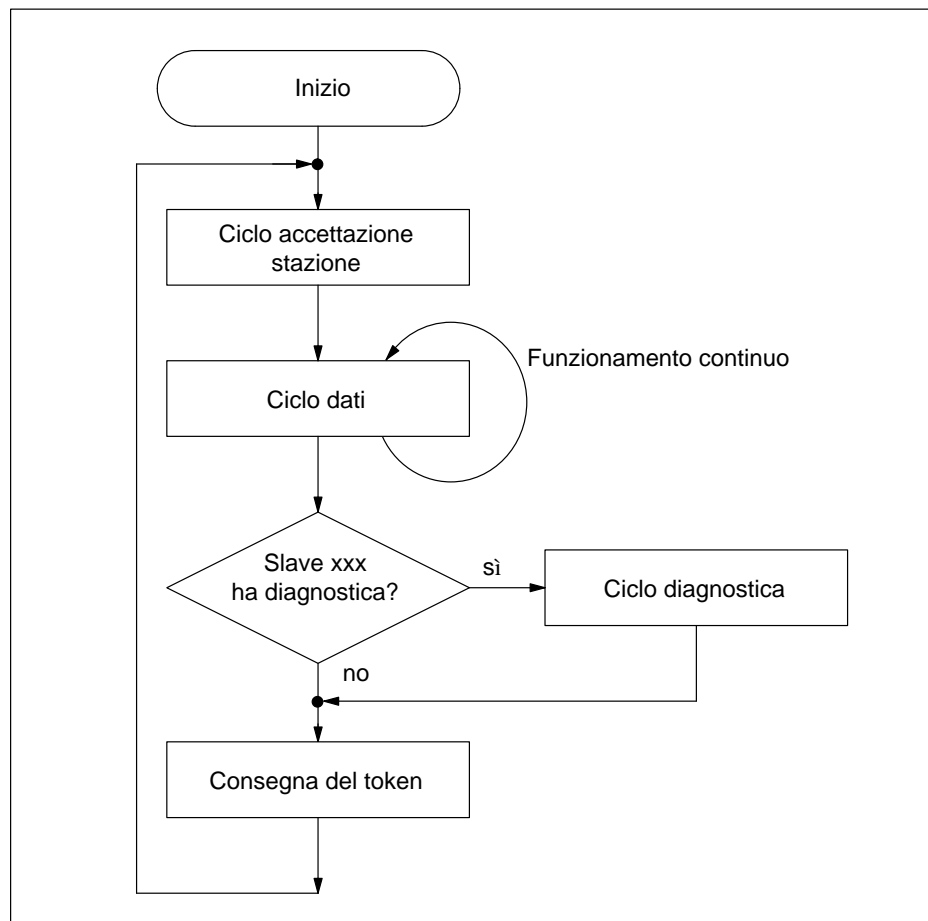 Inizio
Ciclo accettazione
stazione
Funzionamento continuo
Ciclo dati
Slave xxx
ha diagnostica?
sì
Ciclo diagnostica
no
Consegna del token